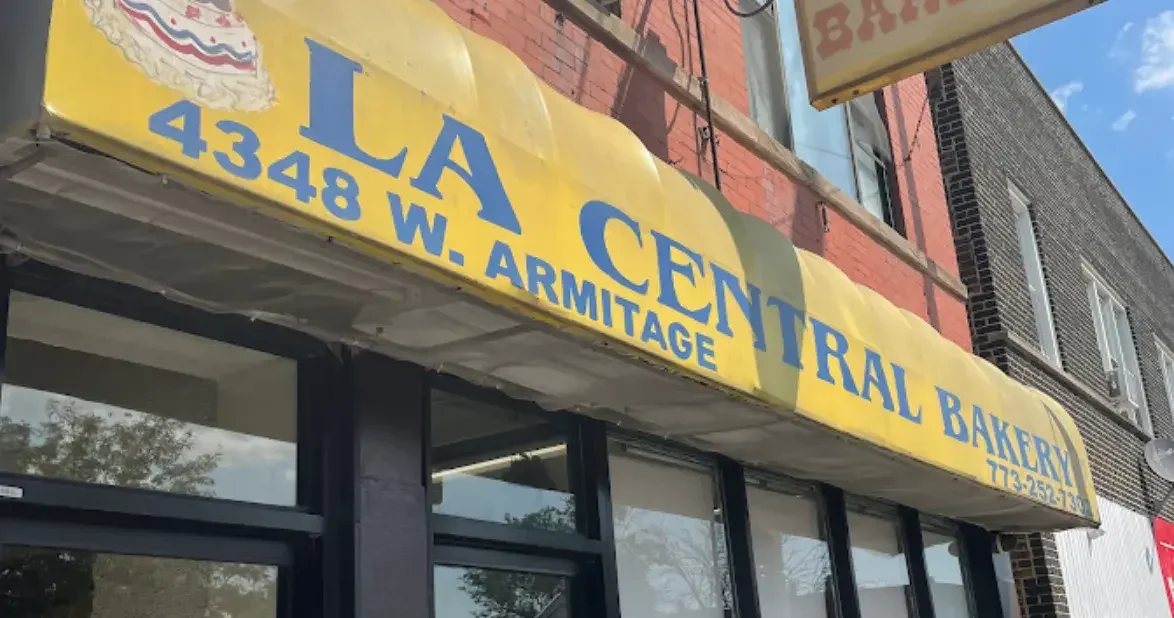 LA CENTRAL BAKERY
4348 W. ARMITAGE